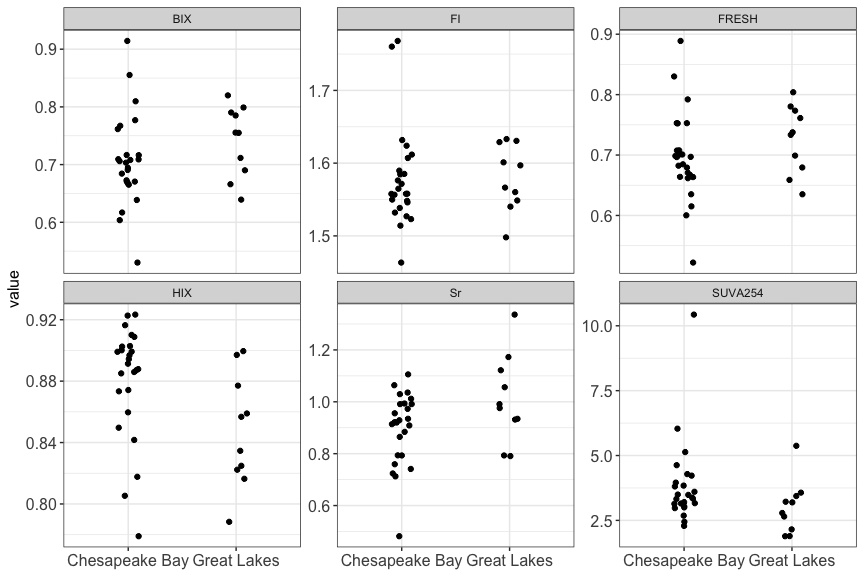 BIX FI FRESH
0.9 0.8 0.7 0.6
1.7 1.6 1.5
0.9 0.8 0.7 0.6
value
HIX Sr SUVA254
0.92 0.88 0.84 0.80
1.2 1.0 0.8 0.6
10.0 7.5 5.0 2.5
Chesapeake Bay Great Lakes Chesapeake Bay Great Lakes Chesapeake Bay Great Lakes